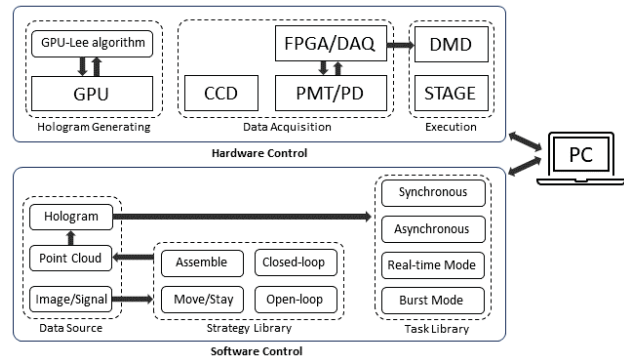 GPU-Lee algorithm
GPU
Hologram Generating
FPGA/DAQ
CCD
PMT/PD
Data Acquisition
DMD
STAGE
Execution
Hardware Control
PC
Hologram
Point Cloud
Image/Signal
Data Source
Assemble
Closed-loop
Move/Stay
Open-loop
Strategy Library
Synchronous
Asynchronous
Real-time Mode
Burst Mode
Task Library
Software Control